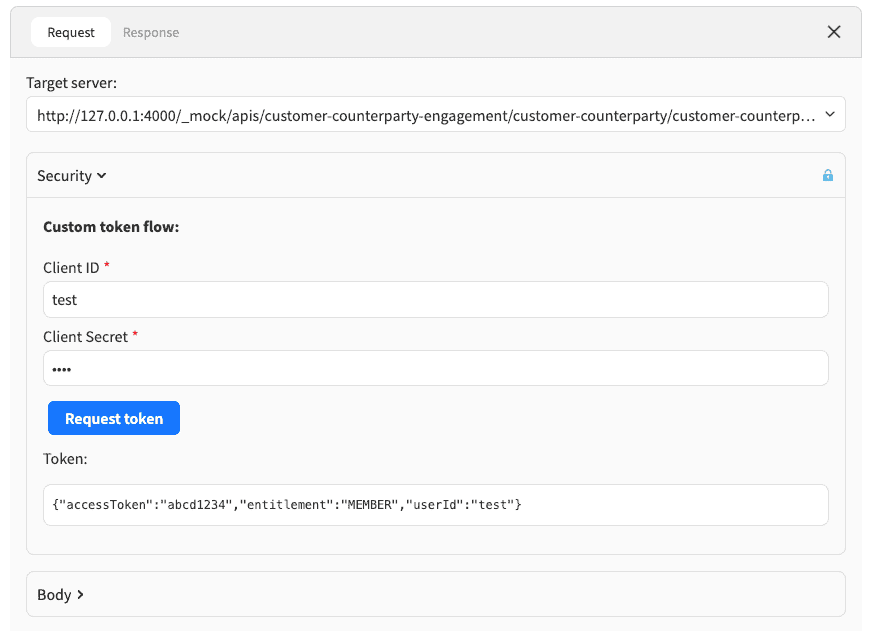 Request Response
Target server:
http://127.0.0.1:4000/_mock/apis/customer-counterparty-engagement/customer-counterparty/customer-counterp...
Security
Custom token flow:
Client ID *
test
Client Secret *
••••
Request token
Token:
{"accessToken":"abcd1234","entitlement":"MEMBER","userId":"test"}
Body